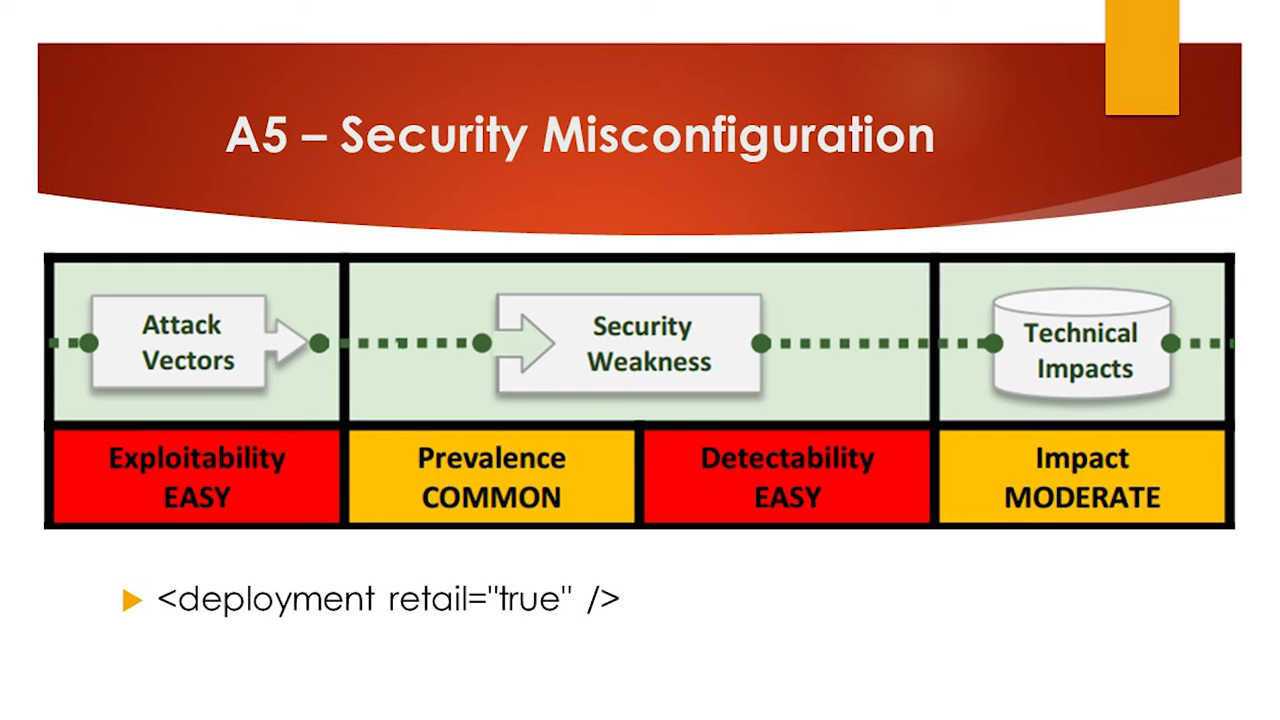 A5 – Security Misconfiguration
Attack
Vectors
Security
Weakness
Technical
Impacts
Exploitability
EASY
Prevalence
COMMON
Detectability
EASY
Impact
MODERATE
<deployment retail="true" />